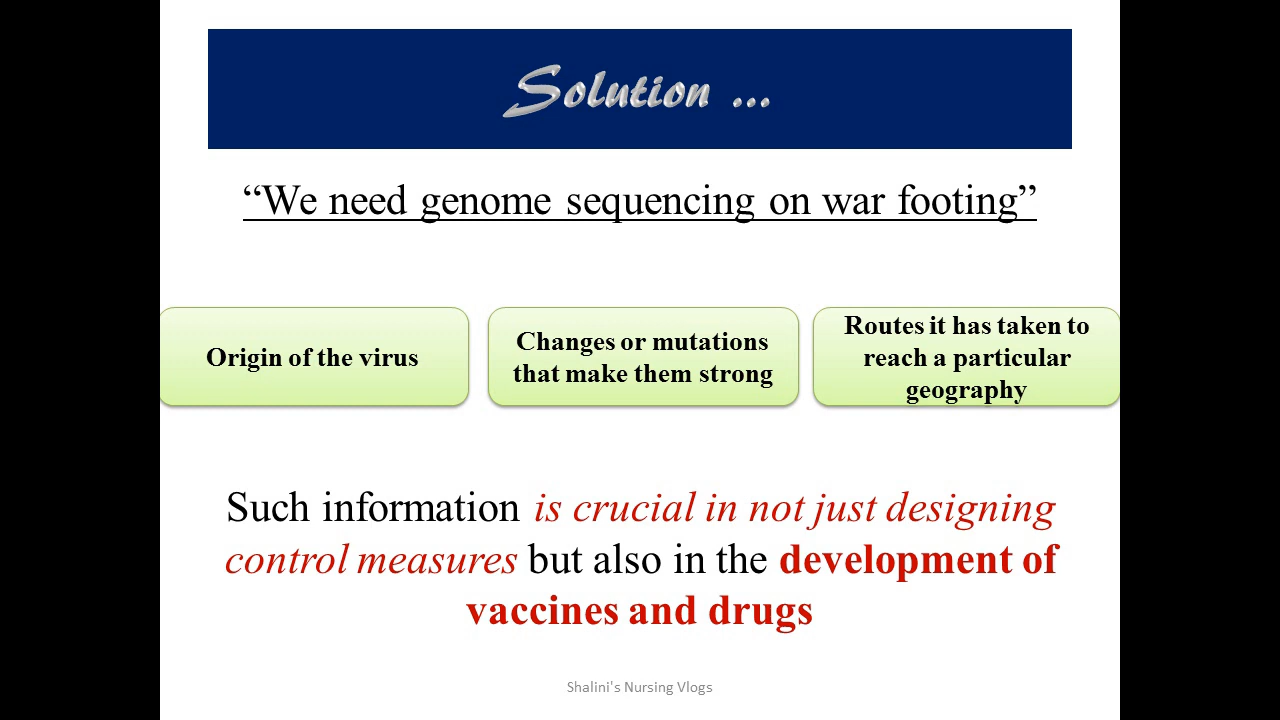 Solution ...
“We need genome sequencing on war footing”
Origin of the virus
Changes or mutations
that make them strong
Routes it has taken to
reach a particular
geography
Such information is crucial in not just designing
control measures but also in the development of
vaccines and drugs
Shalini's Nursing Vlogs